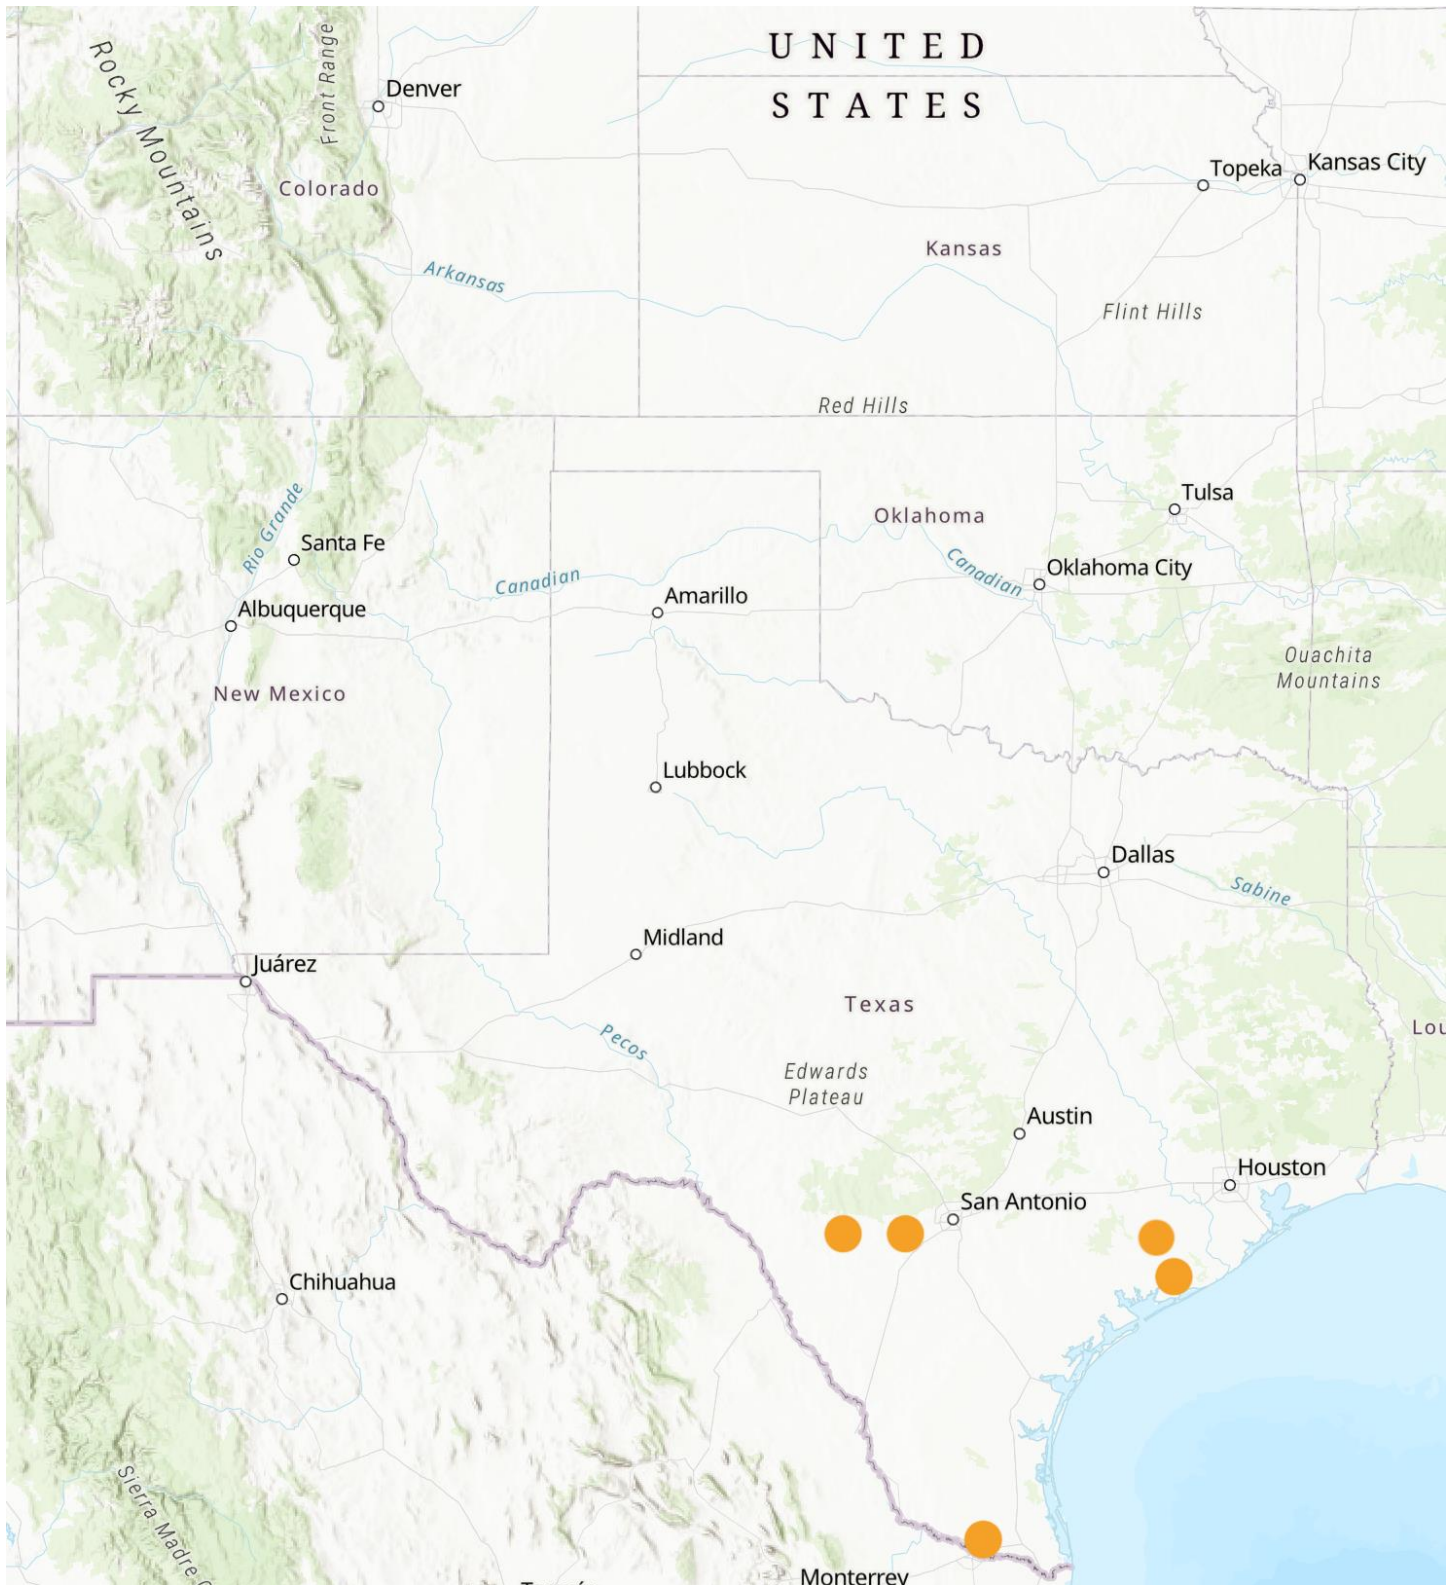 UNITED
STATES
Rocky Mountains
Front Range
Denver
Colorado
Topeka
Kansas City
Kansas
Arkansas
Flint Hills
Red Hills
Rio Grande
Santa Fe
Albuquerque
New Mexico
Canadian
Amarillo
Oklahoma
Tulsa
Canadian
Oklahoma City
Ouachita
Mountains
Lubbock
Dallas
Sabine
Midland
Juárez
Texas
Lou
Pecos
Edwards
Plateau
Austin
Houston
San Antonio
Chihuahua
Sierra Madre
Monterrey